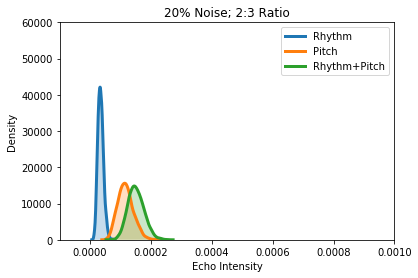 20% Noise; 2:3 Ratio
Rhythm
Pitch
Rhythm+Pitch
Density
60000
50000
40000
30000
20000
10000
0
0.0000 0.0002 0.0004 0.0006 0.0008 0.0010
Echo Intensity